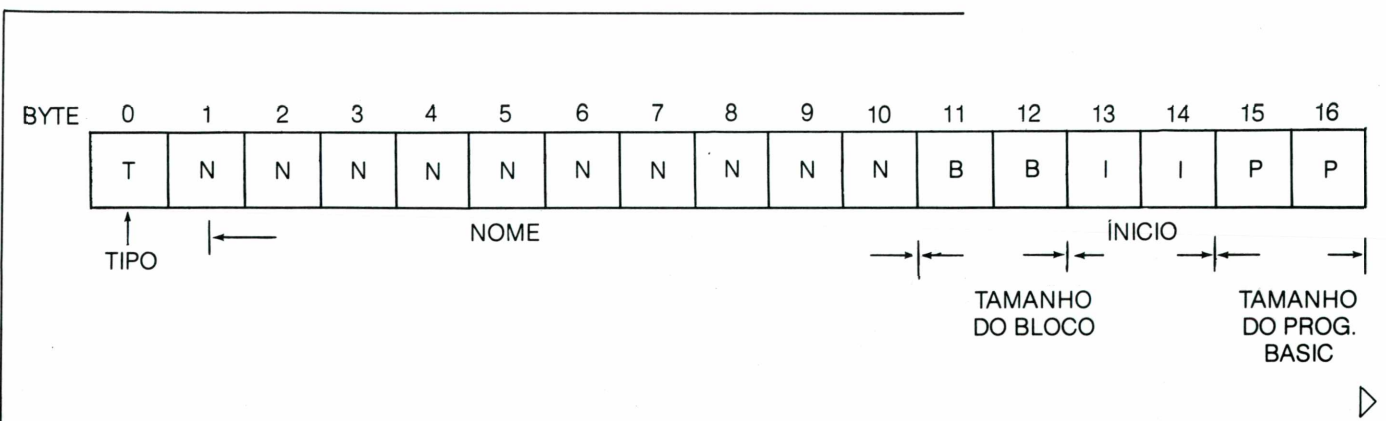 BYTE 0 1 2 3 4 5 6 7 8 9 10 11 12 13 14 15 16
T N N N N N N N N N N B B I I P P
TIPO
NOME
ÍNICIO
TAMANHO
DO BLOCO
TAMANHO
DO PROG.
BASIC